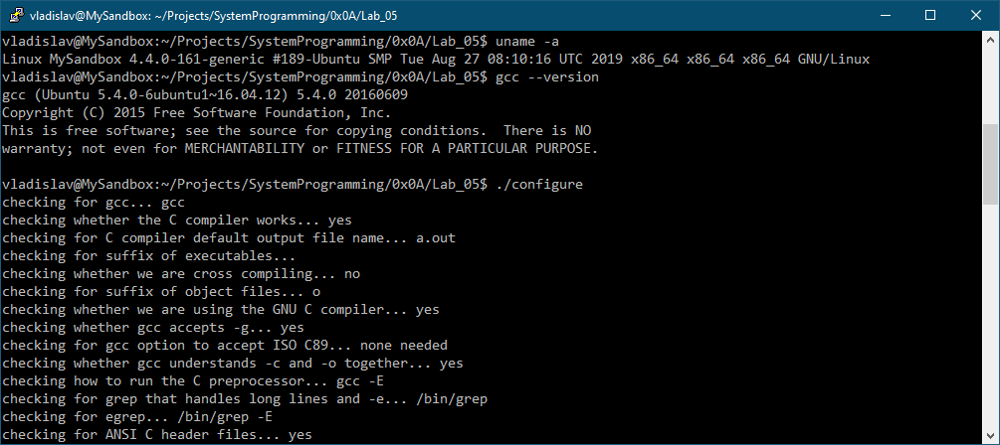 vladislav@MySandbox: ~/Projects/SystemProgramming/0x0A/Lab_05
vladislav@MySandbox:~/Projects/SystemProgramming/0x0A/Lab_05$ uname -a
Linux MySandbox 4.4.0-161-generic #189-Ubuntu SMP Tue Aug 27 08:10:16 UTC 2019 x86_64 x86_64 x86_64 GNU/Linux
vladislav@MySandbox:~/Projects/SystemProgramming/0x0A/Lab_05$ gcc --version
gcc (Ubuntu 5.4.0-6ubuntu1~16.04.12) 5.4.0 20160609
Copyright (C) 2015 Free Software Foundation, Inc.
This is free software; see the source for copying conditions.  There is NO
warranty; not even for MERCHANTABILITY or FITNESS FOR A PARTICULAR PURPOSE.

vladislav@MySandbox:~/Projects/SystemProgramming/0x0A/Lab_05$ ./configure
checking for gcc... gcc
checking whether the C compiler works... yes
checking for C compiler default output file name... a.out
checking for suffix of executables...
checking whether we are cross compiling... no
checking for suffix of object files... o
checking whether we are using the GNU C compiler... yes
checking whether gcc accepts -g... yes
checking for gcc option to accept ISO C89... none needed
checking whether gcc understands -c and -o together... yes
checking how to run the C preprocessor... gcc -E
checking for grep that handles long lines and -e... /bin/grep
checking for egrep... /bin/grep -E
checking for ANSI C header files... yes